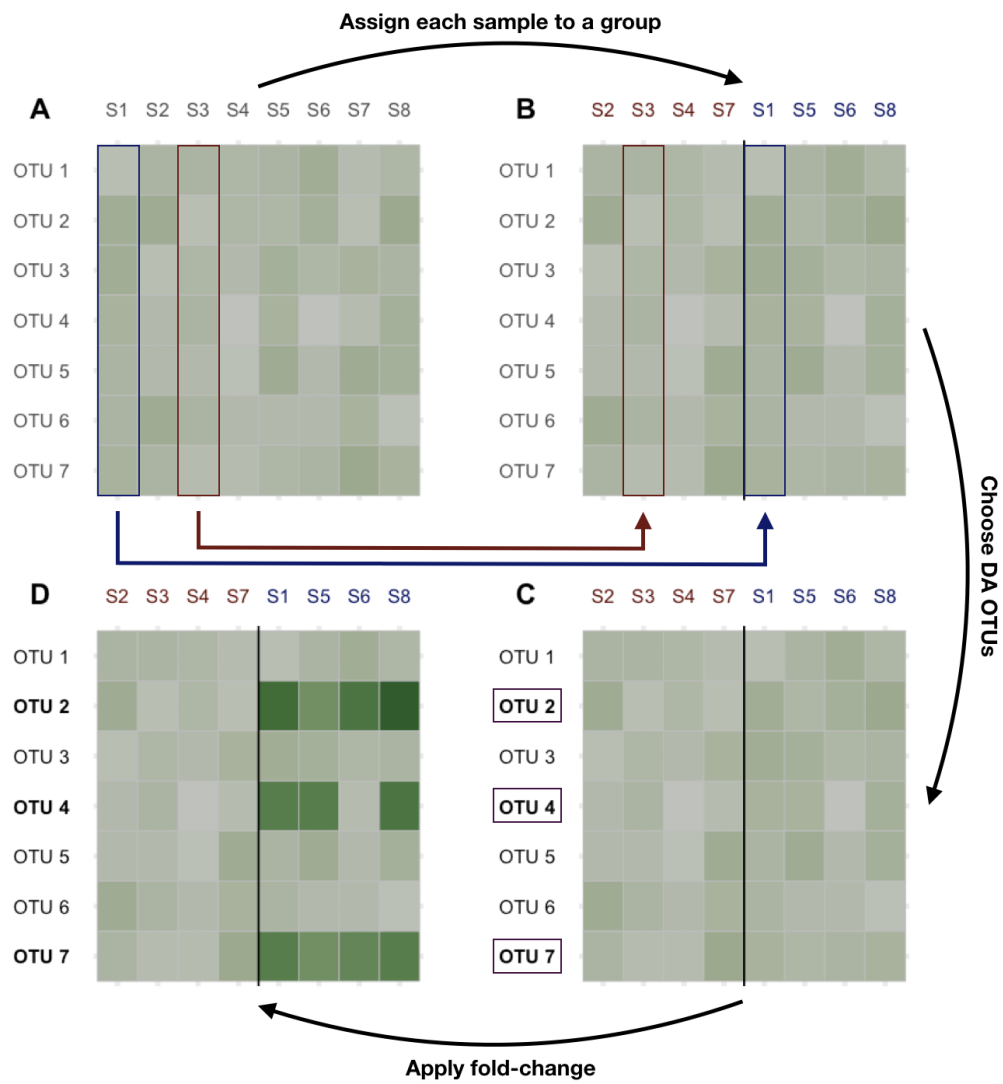 Assign each sample to a group
A S1 S2 S3 S4 S5 S6 S7 S8
OTU 1
OTU 2
OTU 3
OTU 4
OTU 5
OTU 6
OTU 7
B S2 S3 S4 S7 S1 S5 S6 S8
OTU 1
OTU 2
OTU 3
OTU 4
OTU 5
OTU 6
OTU 7
Choose DA OTUs
C S2 S3 S4 S7 S1 S5 S6 S8
OTU 1
OTU 2
OTU 3
OTU 4
OTU 5
OTU 6
OTU 7
Apply fold-change
D S2 S3 S4 S7 S1 S5 S6 S8
OTU 1
OTU 2
OTU 3
OTU 4
OTU 5
OTU 6
OTU 7